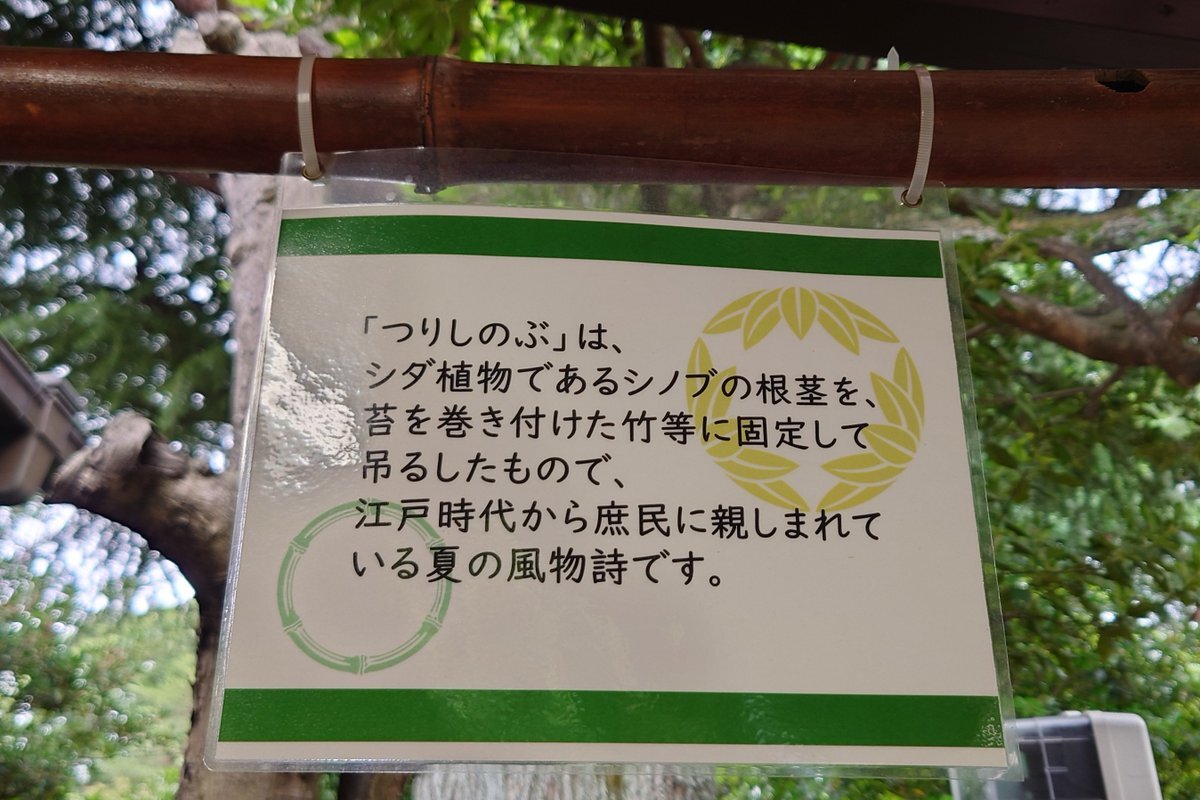 「つりしのぶ」は、
シダ植物であるシノブの根茎を、
苔を巻き付けた竹等に固定して
吊るしたもので、
江戸時代から庶民に親しまれて
いる夏の風物詩です。